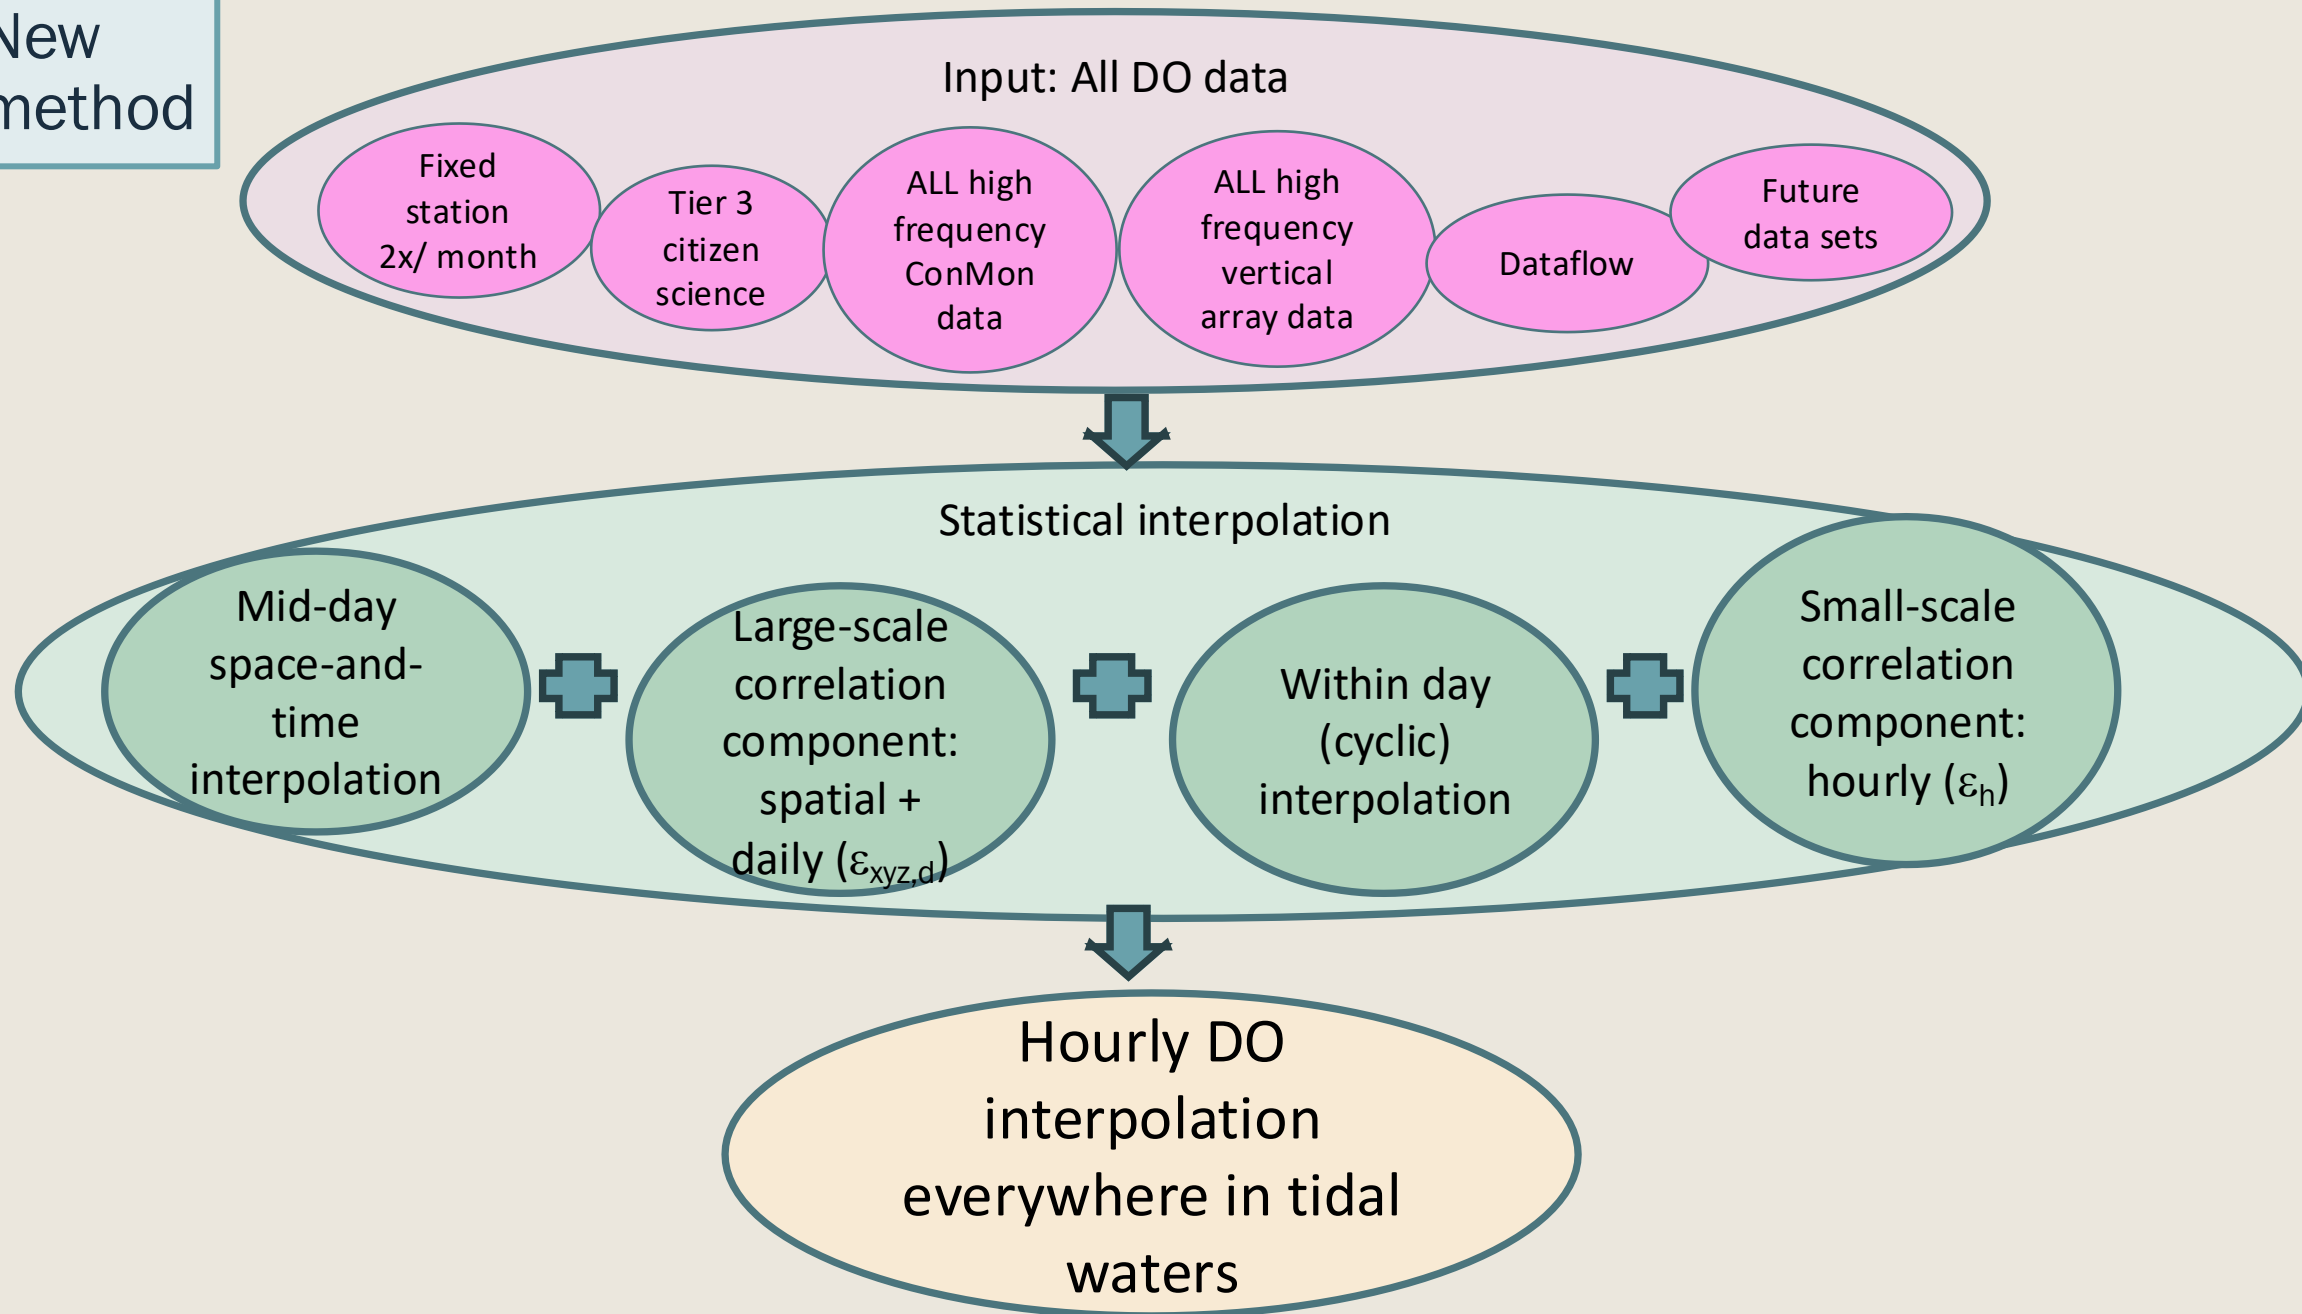 New
method
Input: All DO data
Fixed
station
2x/ month
Tier 3
citizen
science
ALL high
frequency
ConMon
data
ALL high
frequency
vertical
array data
Dataflow
Future
data sets
Statistical interpolation
Mid-day
space-and-
time
interpolation
Large-scale
correlation
component:
spatial +
daily (εxyz,d)
Within day
(cyclic)
interpolation
Small-scale
correlation
component:
hourly (εh)
Hourly DO
interpolation
everywhere in tidal
waters